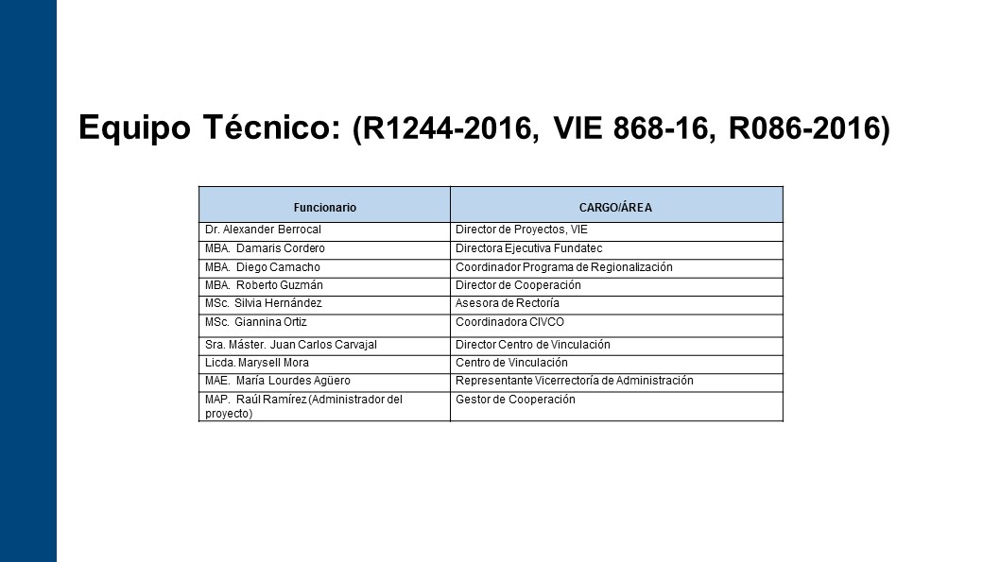 Equipo Técnico: (R1244-2016, VIE 868-16, R086-2016)
Funcionario CARGO/ÁREA
Dr. Alexander Berrocal Director de Proyectos, VIE
MBA. Damaris Cordero Directora Ejecutiva Fundatec
MBA. Diego Camacho Coordinador Programa de Regionalización
MBA. Roberto Guzmán Director de Cooperación
MSc. Silvia Hernández Asesora de Rectoría
MSc. Giannina Ortiz Coordinadora CIVCO
Sra. Máster. Juan Carlos Carvajal Director Centro de Vinculación
Licda. Marysell Mora Centro de Vinculación
MAE. María Lourdes Agüero Representante Vicerrectoría de Administración
MAP. Raúl Ramírez (Administrador del Gestor de Cooperación
proyecto)